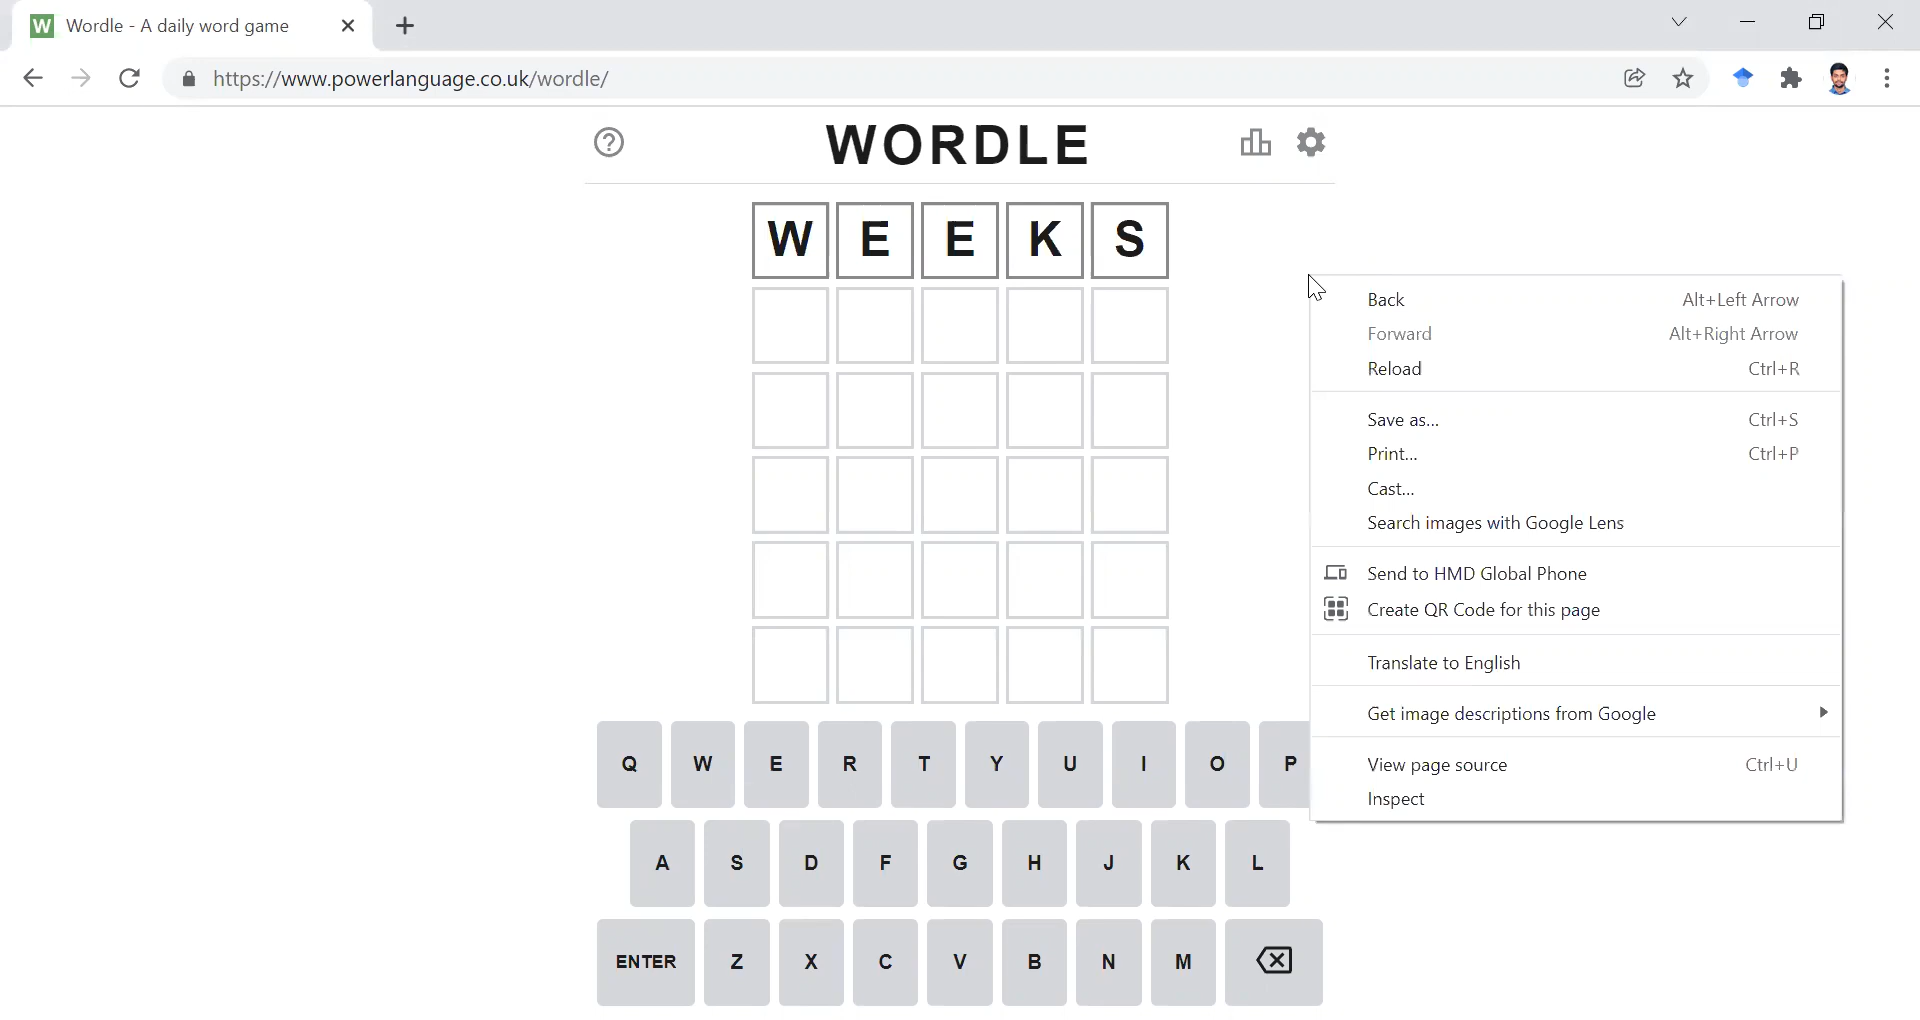 W Wordle - A daily word game
https://www.powerlanguage.co.uk/wordle/
WORDLE
W E E K S
Back Alt+Left Arrow
Forward Alt+Right Arrow
Reload Ctrl+R
Save as... Ctrl+S
Print... Ctrl+P
Cast...
Search images with Google Lens
Send to HMD Global Phone
Create QR Code for this page
Translate to English
Get image descriptions from Google
View page source Ctrl+U
Inspect
Q W E R T Y U I O P
A S D F G H J K L
ENTER Z X C V B N M